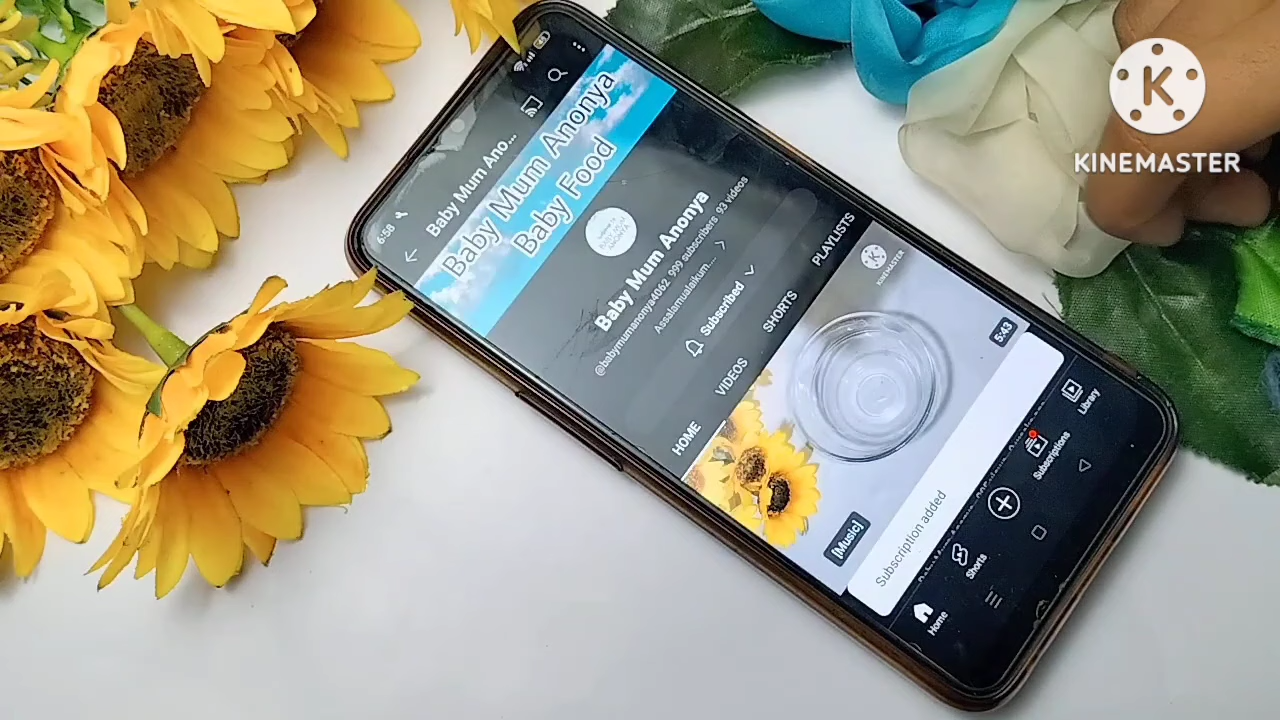 6:58
Baby Mum Ano...
Baby Mum Anonya
Baby Food
Baby Mum Anonya
@babymumanonya4062 999 subscribers 93 videos
Assalamualaikum....
Subscribed
HOME VIDEOS SHORTS PLAYLISTS
KINEMASTER
5:43
[Music]
Subscription added
Home Shorts Subscriptions Library
K
KINEMASTER